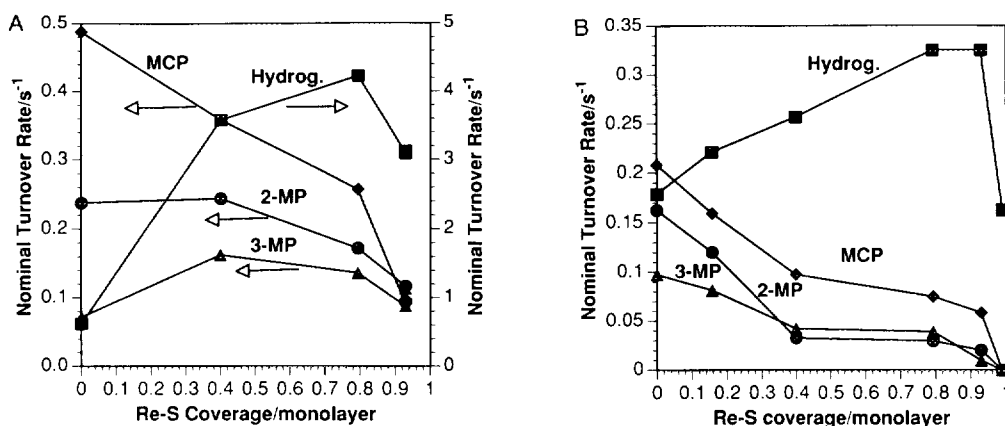 A
Nominal Turnover Rate/s⁻¹
0.5
0.4
0.3
0.2
0.1
0.0
MCP
Hydrog.
2-MP
3-MP
5
4
3
2
1
0
Nominal Turnover Rate/s⁻¹
0 0.1 0.2 0.3 0.4 0.5 0.6 0.7 0.8 0.9 1
Re-S Coverage/monolayer
B
Nominal Turnover Rate/s⁻¹
0.35
0.3
0.25
0.2
0.15
0.1
0.05
0
Hydrog.
MCP
3-MP
2-MP
0 0.1 0.2 0.3 0.4 0.5 0.6 0.7 0.8 0.9 1
Re-S coverage/monolayer